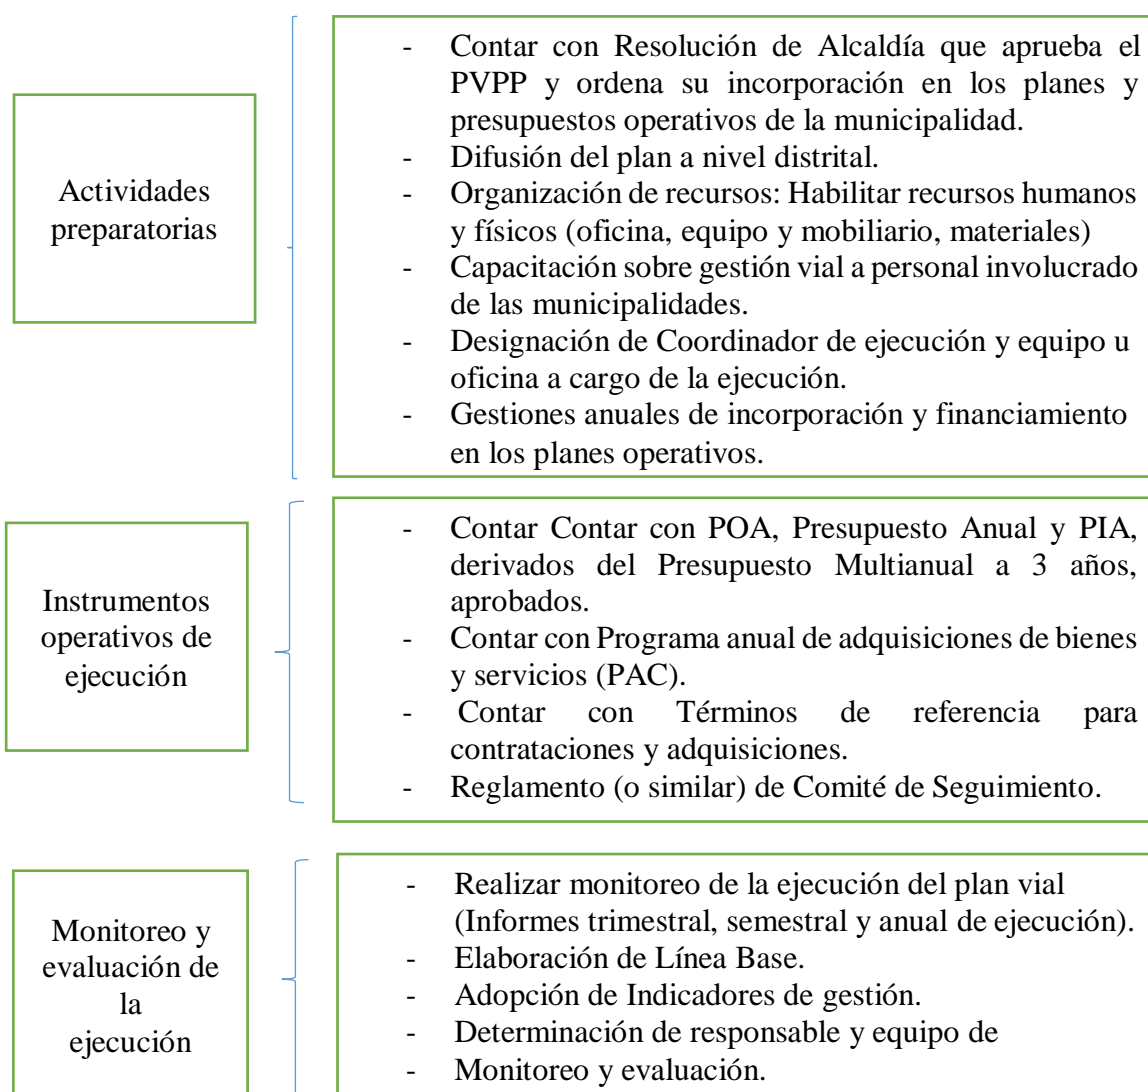 Actividades
preparatorias
- Contar con Resolución de Alcaldía que aprueba el
PVPP y ordena su incorporación en los planes y
presupuestos operativos de la municipalidad.
- Difusión del plan a nivel distrital.
- Organización de recursos: Habilitar recursos humanos
y físicos (oficina, equipo y mobiliario, materiales)
- Capacitación sobre gestión vial a personal involucrado
de las municipalidades.
- Designación de Coordinador de ejecución y equipo u
oficina a cargo de la ejecución.
- Gestiones anuales de incorporación y financiamiento
en los planes operativos.
Instrumentos
operativos de
ejecución
- Contar Contar con POA, Presupuesto Anual y PIA,
derivados del Presupuesto Multianual a 3 años,
aprobados.
- Contar con Programa anual de adquisiciones de bienes
y servicios (PAC).
- Contar con Términos de referencia para
contrataciones y adquisiciones.
- Reglamento (o similar) de Comité de Seguimiento.
Monitoreo y
evaluación de
la
ejecución
- Realizar monitoreo de la ejecución del plan vial
(Informes trimestral, semestral y anual de ejecución).
- Elaboración de Línea Base.
- Adopción de Indicadores de gestión.
- Determinación de responsable y equipo de
- Monitoreo y evaluación.